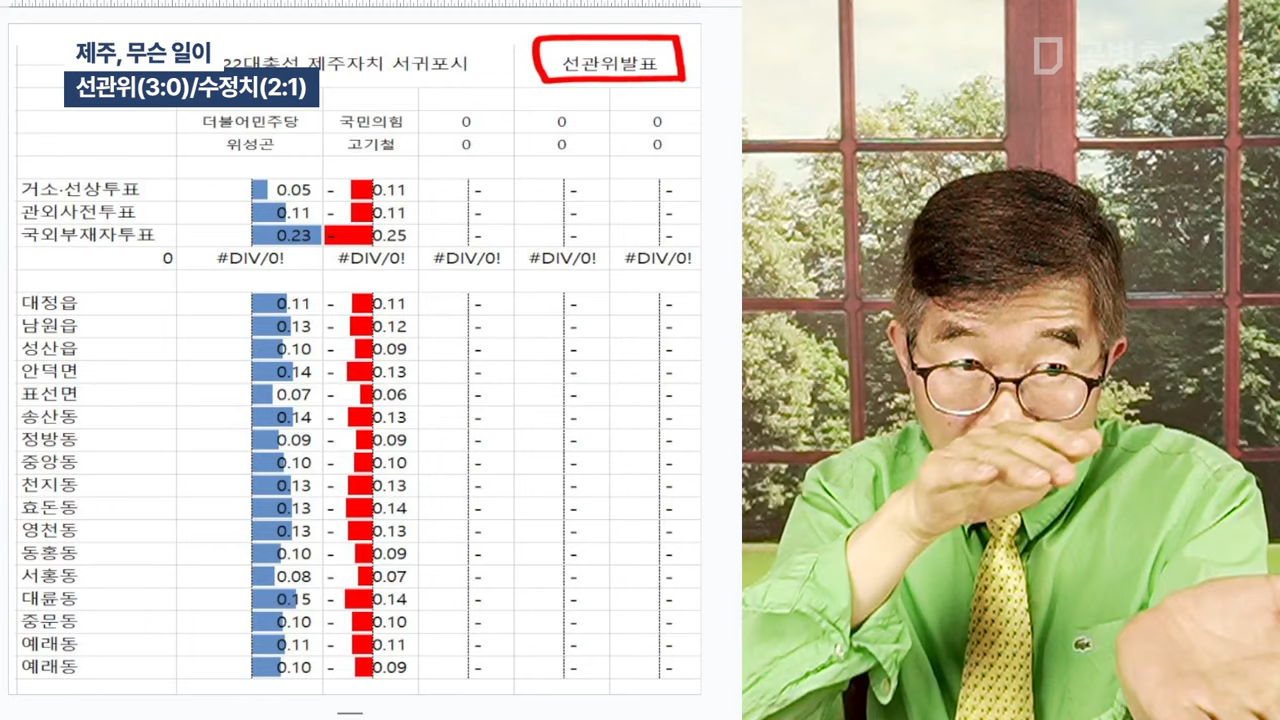 제주, 무슨 일이
선관위(3:0)/수정치(2:1)
22대총선 제주자치 서귀포시 선관위발표
더불어민주당 국민의힘 0 0 0
위성곤 고기철 0 0 0
거소·선상투표 0.05 - 0.11 - - -
관외사전투표 0.11 - 0.11 - - -
국외부재자투표 0.23 - 0.25 - - -
0 #DIV/0! #DIV/0! #DIV/0! #DIV/0! #DIV/0!
대정읍 0.11 - 0.11 - - -
남원읍 0.13 - 0.12 - - -
성산읍 0.10 - 0.09 - - -
안덕면 0.14 - 0.13 - - -
표선면 0.07 - 0.06 - - -
송산동 0.14 - 0.13 - - -
정방동 0.09 - 0.09 - - -
중앙동 0.10 - 0.10 - - -
천지동 0.13 - 0.13 - - -
효돈동 0.13 - 0.14 - - -
영천동 0.13 - 0.13 - - -
동홍동 0.10 - 0.09 - - -
서홍동 0.08 - 0.07 - - -
대륜동 0.15 - 0.14 - - -
중문동 0.10 - 0.10 - - -
예래동 0.11 - 0.11 - - -
예래동 0.10 - 0.09 - - -